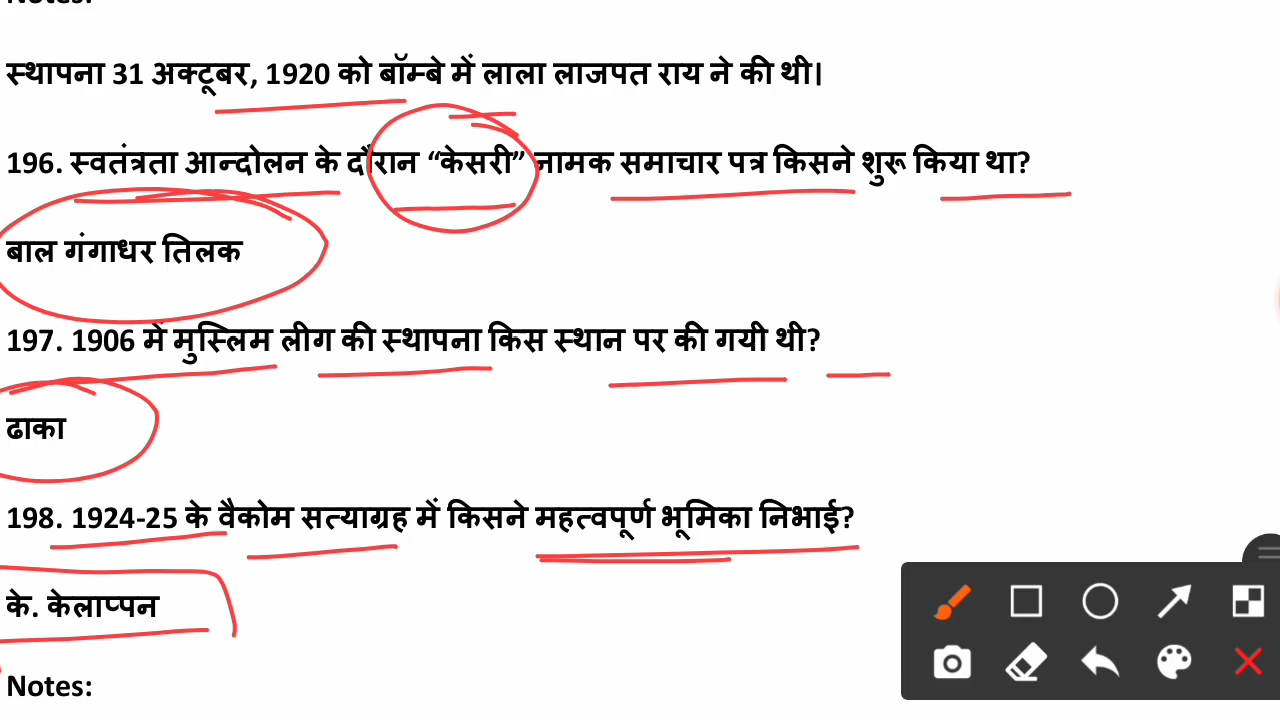 Notes:
स्थापना 31 अक्टूबर, 1920 को बॉम्बे में लाला लाजपत राय ने की थी।
196. स्वतंत्रता आन्दोलन के दौरान “केसरी” नामक समाचार पत्र किसने शुरू किया था?
बाल गंगाधर तिलक
197. 1906 में मुस्लिम लीग की स्थापना किस स्थान पर की गयी थी?
ढाका
198. 1924-25 के वैकोम सत्याग्रह में किसने महत्वपूर्ण भूमिका निभाई?
के. केलाप्पन
Notes: